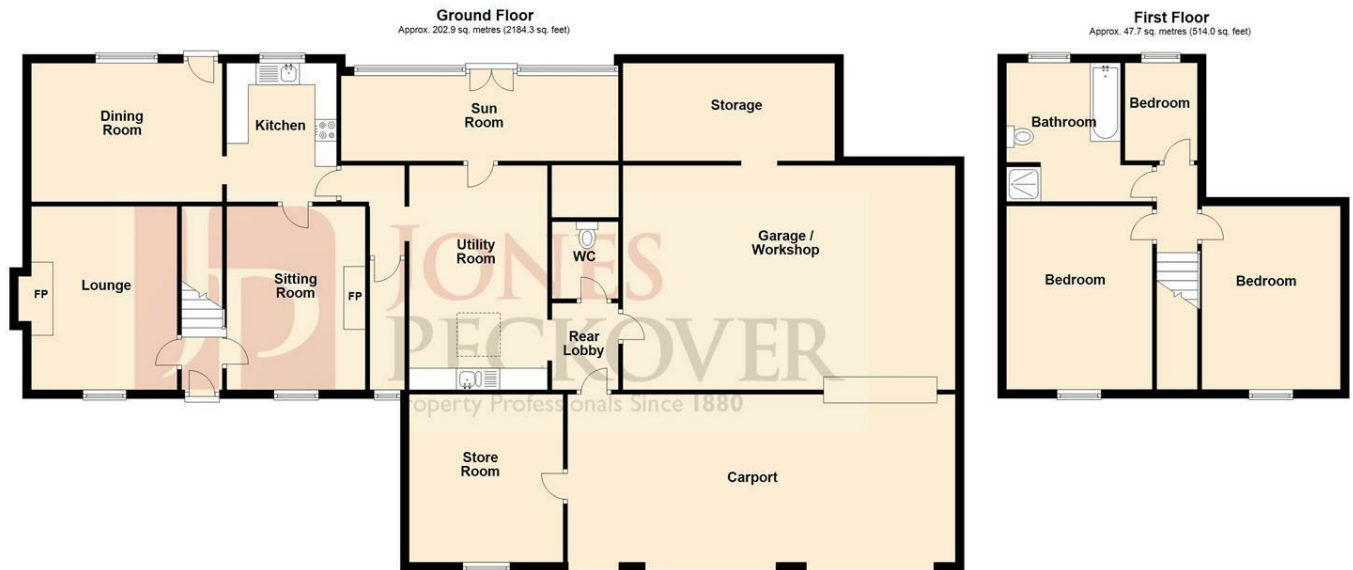 Ground Floor
Approx. 202.9 sq. metres (2184.3 sq. feet)
First Floor
Approx. 47.7 sq. metres (514.0 sq. feet)
Dining
Room
Kitchen
Sun
Room
Storage
Lounge
FP
Sitting
Room
FP
Utility
Room
WC
Rear
Lobby
Garage /
Workshop
Store
Room
Carport
Bathroom
Bedroom
Bedroom
Bedroom
JONES
PECKOVER
Property Professionals Since 1880